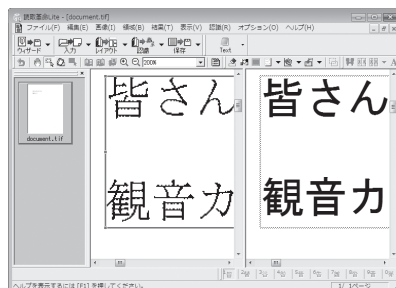 読取革命Lite - [document.tif]
ファイル(F) 編集(E) 画像(I) 領域(B) 結果(T) 表示(V) 認識(R) オプション(O) ヘルプ(H)
ウィザード 入力 レイアウト 認識 保存 Text
200%
皆さん 皆さん
document.tif
観音カ 観音カ
ヘルプを表示するには [F1] を押してください。 1/ 1ページ